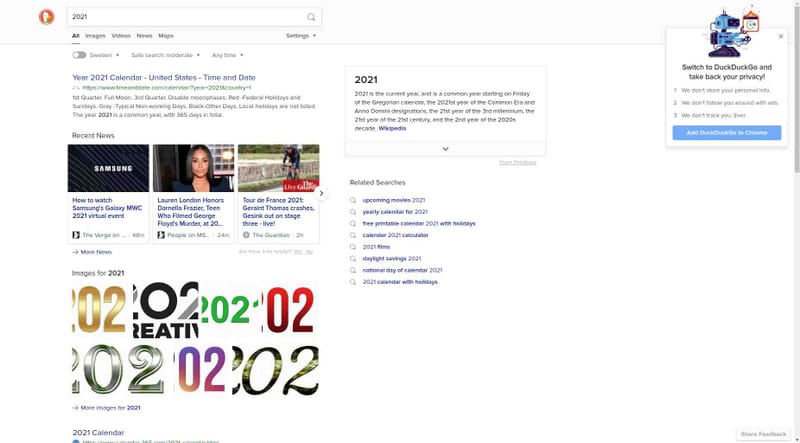 2021
All Images Videos News Maps Settings
Sweden Safe search: moderate Any time
Year 2021 Calendar - United States - Time and Date
https://www.timeanddate.com/calendar/?year=2021&country=1
1st Quarter. Full Moon. 3rd Quarter. Disable moonphases. Red -Federal Holidays and
Sundays. Gray -Typical Non-working Days. Black-Other Days. Local holidays are not listed.
The year 2021 is a common year, with 365 days in total.
Recent News
SAMSUNG
How to watch
Samsung's Galaxy MWC
2021 virtual event
The Verge on ... 48m
Lauren London Honors
Darnella Frazier, Teen
Who Filmed George
Floyd's Murder, at 20...
People on MS... 24m
Live
Tour de France 2021:
Geraint Thomas crashes,
Gesink out on stage
three - live!
The Guardian 2h
More News
Are these links helpful? Yes No
Images for 2021
202
202
CREATIV
2021
202
202
202
202
202
More Images for 2021
2021 Calendar
2021
2021 is the current year, and is a common year starting on Friday
of the Gregorian calendar, the 2021st year of the Common Era and
Anno Domini designations, the 21st year of the 3rd millennium, the
21st year of the 21st century, and the 2nd year of the 2020s
decade. Wikipedia
Share Feedback
Related Searches
upcoming movies 2021
yearly calendar for 2021
free printable calendar 2021 with holidays
calendar 2021 calculator
2021 films
daylight savings 2021
national day of calendar 2021
2021 calendar with holidays
Switch to DuckDuckGo and
take back your privacy!
1 We don't store your personal info.
2 We don't follow you around with ads.
3 We don't track you. Ever.
Add DuckDuckGo to Chrome
Share Feedback